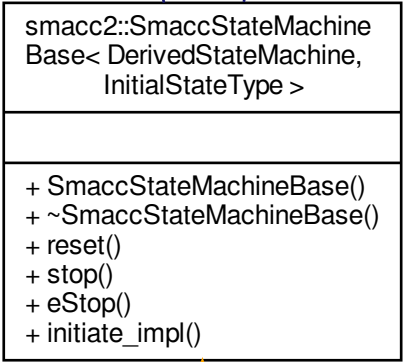 smacc2::SmaccStateMachine
Base< DerivedStateMachine,
InitialStateType >
+ SmaccStateMachineBase()
+ ~SmaccStateMachineBase()
+ reset()
+ stop()
+ eStop()
+ initiate_impl()